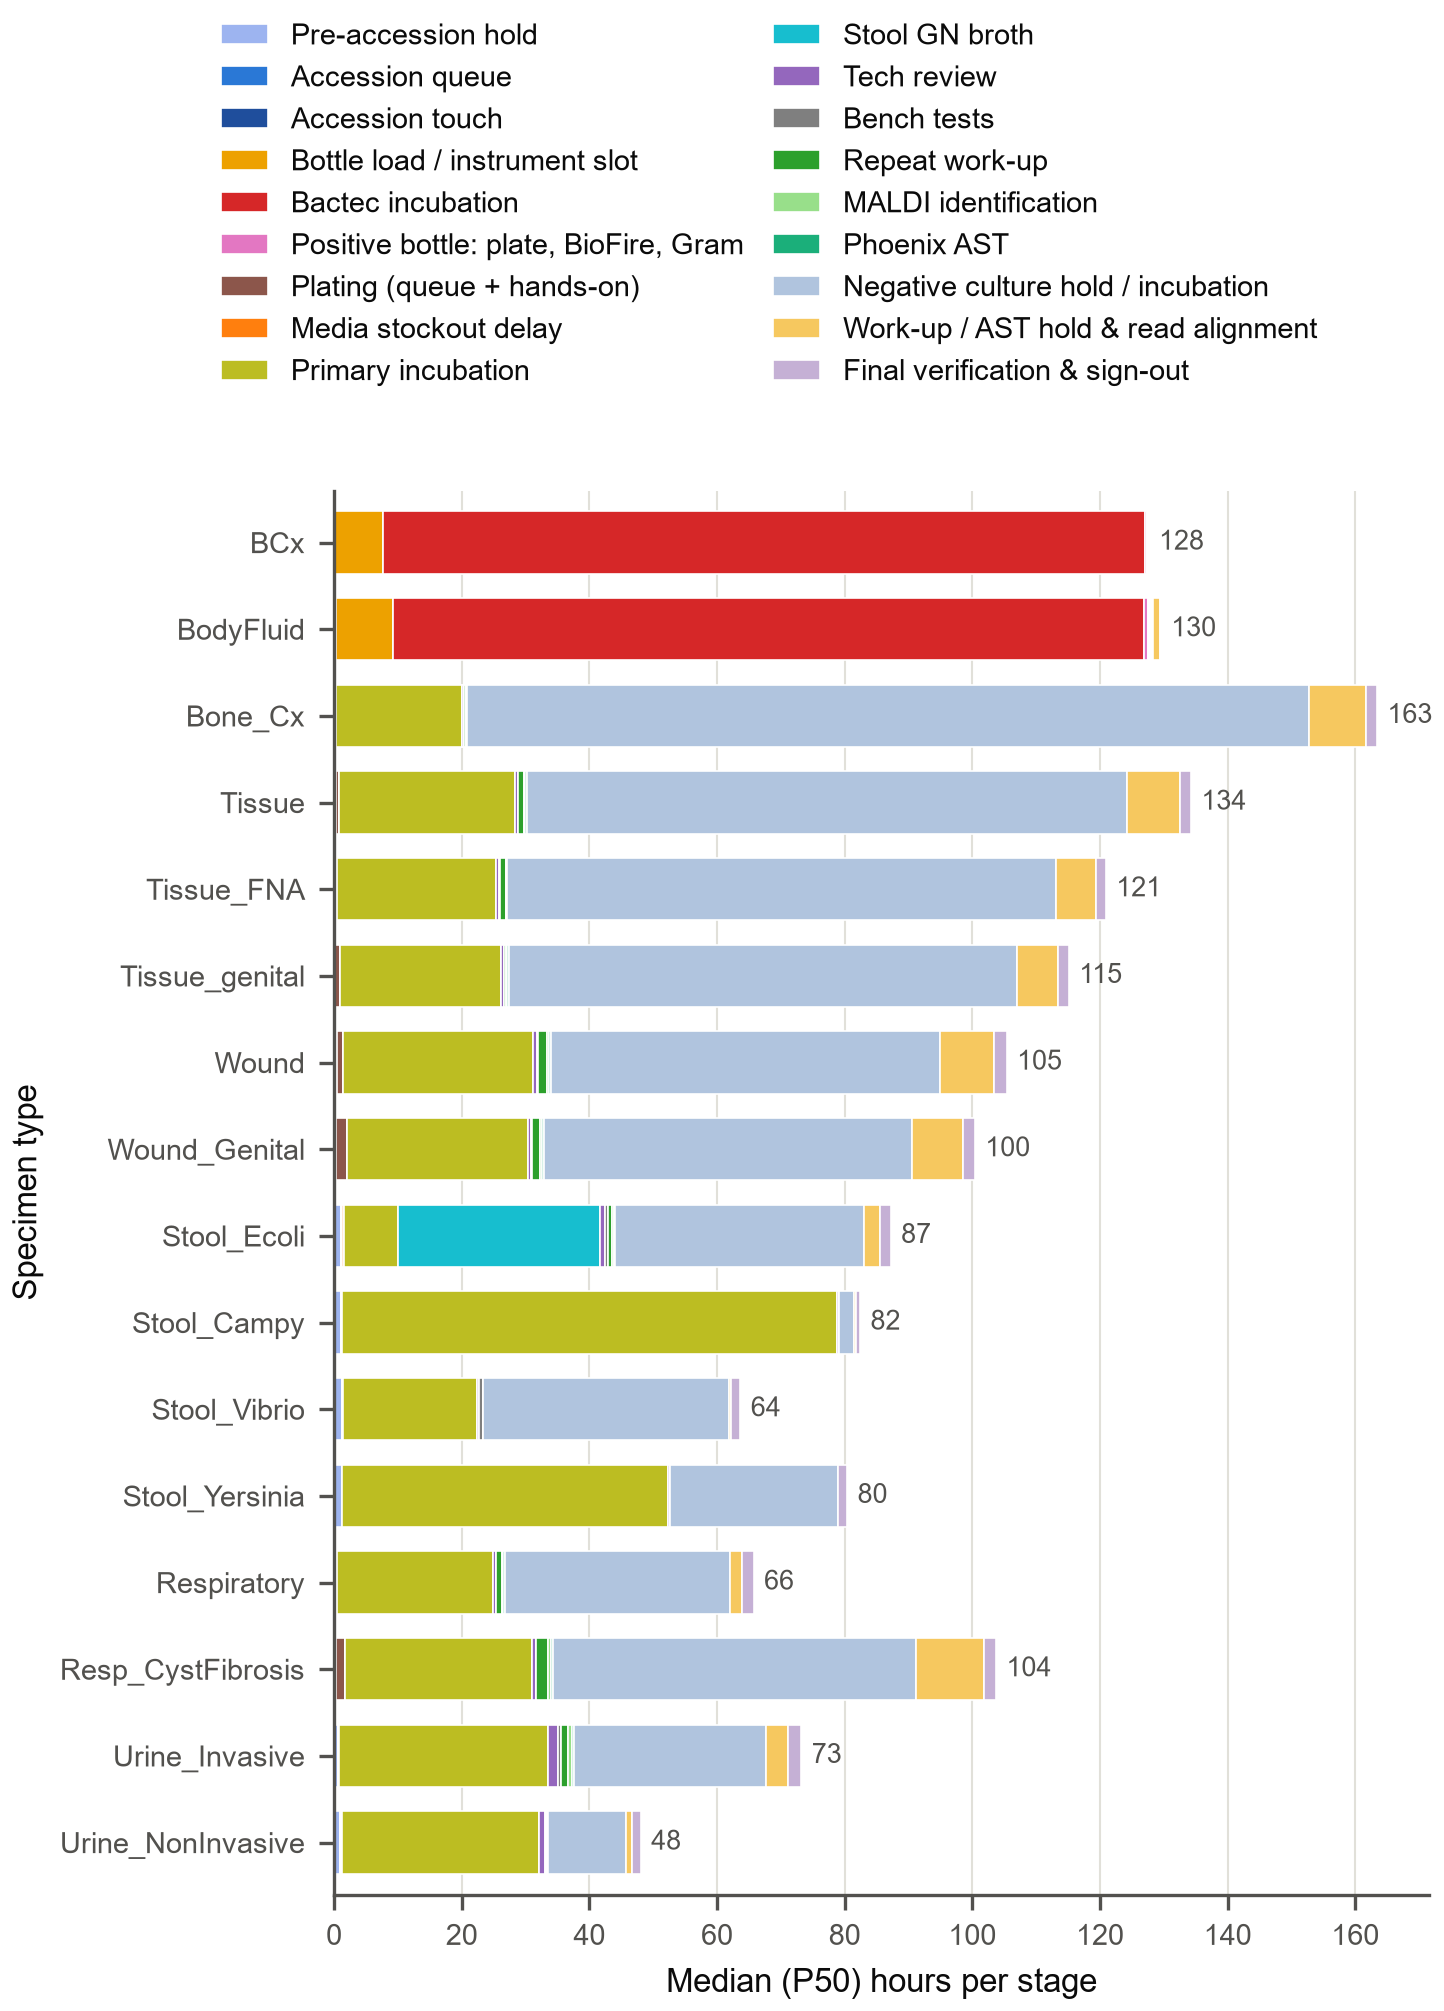 Pre-accession hold
Accession queue
Accession touch
Bottle load / instrument slot
Bactec incubation
Positive bottle: plate, BioFire, Gram
Plating (queue + hands-on)
Media stockout delay
Primary incubation
Stool GN broth
Tech review
Bench tests
Repeat work-up
MALDI identification
Phoenix AST
Negative culture hold / incubation
Work-up / AST hold & read alignment
Final verification & sign-out
Specimen type
BCx 128
BodyFluid 130
Bone_Cx 163
Tissue 134
Tissue_FNA 121
Tissue_genital 115
Wound 105
Wound_Genital 100
Stool_Ecoli 87
Stool_Campy 82
Stool_Vibrio 64
Stool_Yersinia 80
Respiratory 66
Resp_CystFibrosis 104
Urine_Invasive 73
Urine_NonInvasive 48
0 20 40 60 80 100 120 140 160
Median (P50) hours per stage